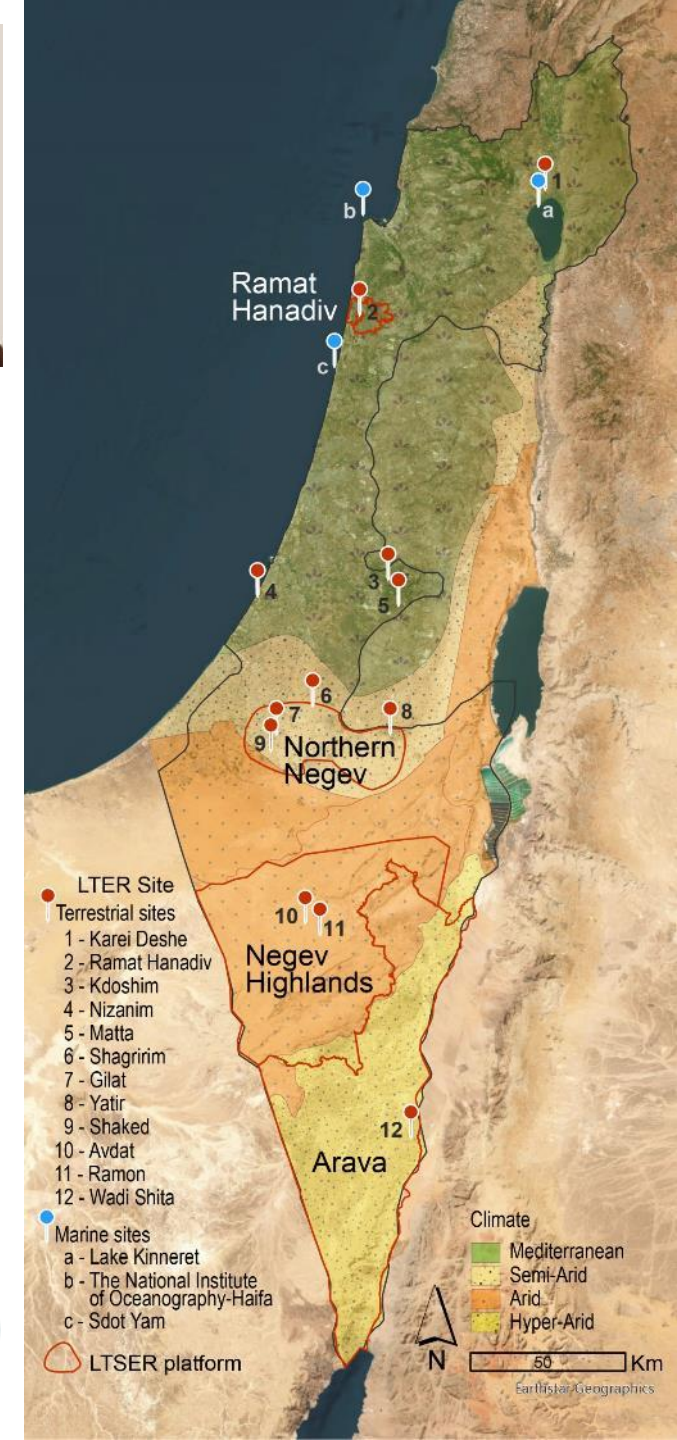 1
a
b
Ramat
Hanadiv
2
c
3
4
5
6
7
8
9
Northern
Negev
10
11
Negev
Highlands
12
Arava
LTER Site
Terrestrial sites
1 - Karei Deshe
2 - Ramat Hanadiv
3 - Kdoshim
4 - Nizanim
5 - Matta
6 - Shagririm
7 - Gilat
8 - Yatir
9 - Shaked
10 - Avdat
11 - Ramon
12 - Wadi Shita
Marine sites
a - Lake Kinneret
b - The National Institute
of Oceanography-Haifa
c - Sdot Yam
LTSER platform
Climate
Mediterranean
Semi-Arid
Arid
Hyper-Arid
N
50 Km
Earthstar Geographics